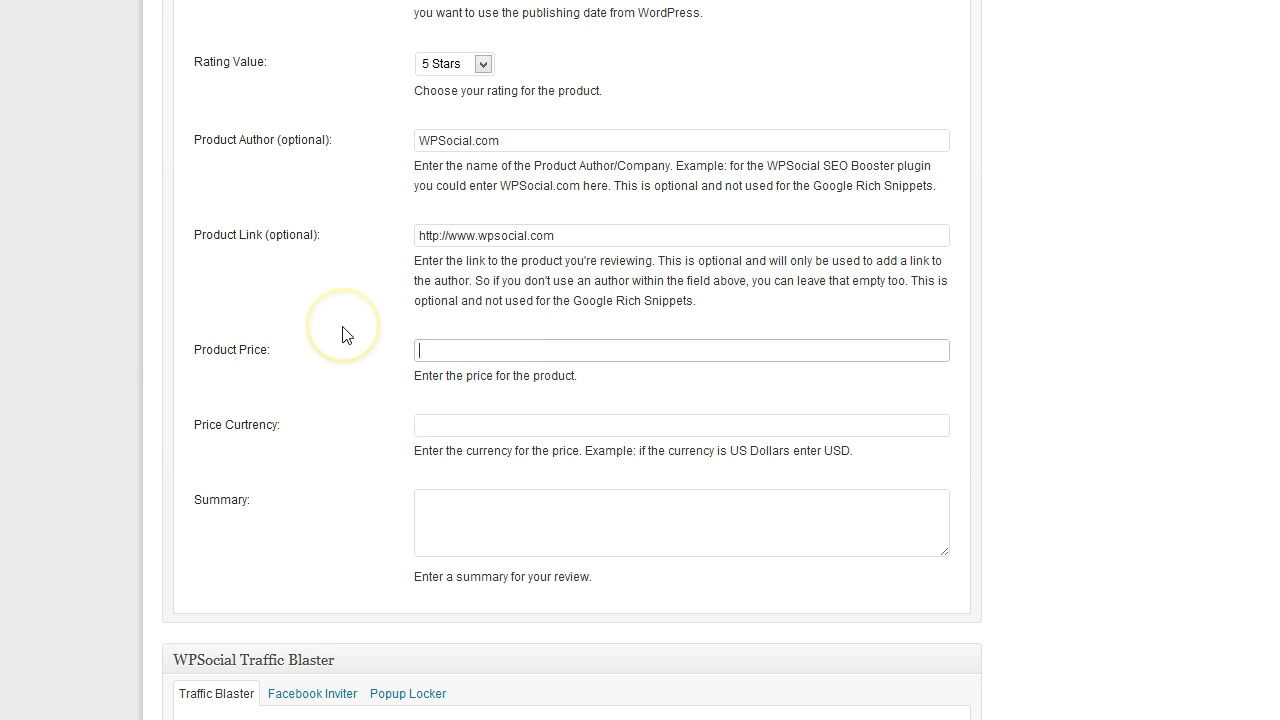 you want to use the publishing date from WordPress.
Rating Value:
5 Stars
Choose your rating for the product.
Product Author (optional):
WPSocial.com
Enter the name of the Product Author/Company. Example: for the WPSocial SEO Booster plugin
you could enter WPSocial.com here. This is optional and not used for the Google Rich Snippets.
Product Link (optional):
http://www.wpsocial.com
Enter the link to the product you're reviewing. This is optional and will only be used to add a link to
the author. So if you don't use an author within the field above, you can leave that empty too. This is
optional and not used for the Google Rich Snippets.
Product Price:
Enter the price for the product.
Price Curtrency:
Enter the currency for the price. Example: if the currency is US Dollars enter USD.
Summary:
Enter a summary for your review.
WPSocial Traffic Blaster
Traffic Blaster Facebook Inviter Popup Locker